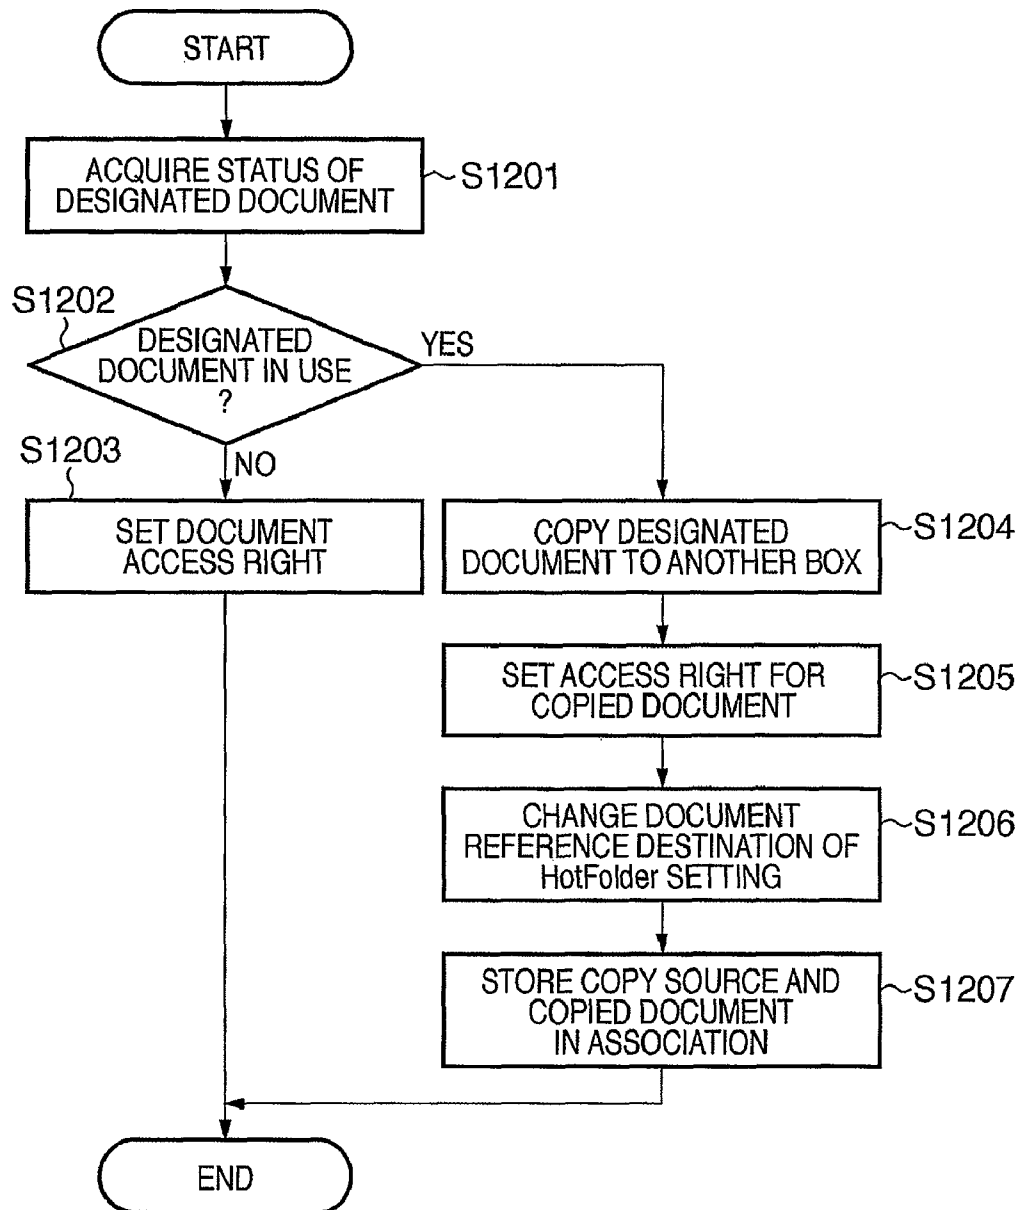 START
ACQUIRE STATUS OF
DESIGNATED DOCUMENT
S1201
S1202
DESIGNATED
DOCUMENT IN USE
?
YES
NO
S1203
SET DOCUMENT
ACCESS RIGHT
COPY DESIGNATED
DOCUMENT TO ANOTHER BOX
S1204
SET ACCESS RIGHT FOR
COPIED DOCUMENT
S1205
CHANGE DOCUMENT
REFERENCE DESTINATION OF
HotFolder SETTING
S1206
STORE COPY SOURCE AND
COPIED DOCUMENT
IN ASSOCIATION
S1207
END